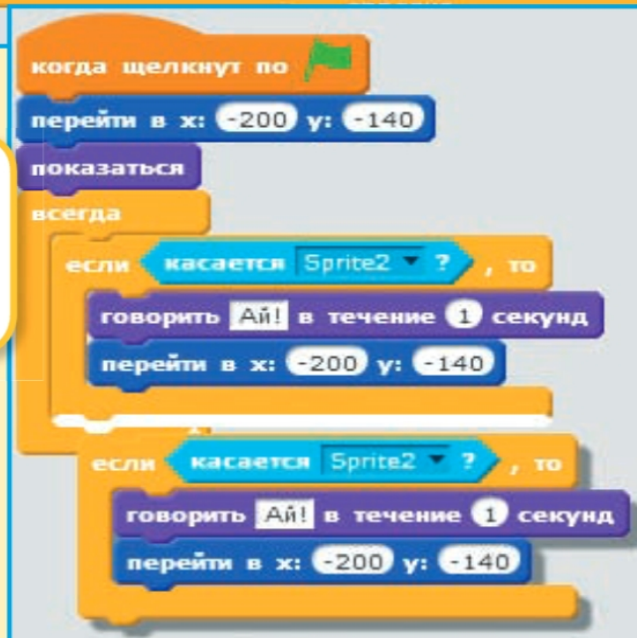 когда щелкнут по
перейти в х: -200 у: -140
показаться
всегда
если касается Sprite2 ? , то
говорить Ай! в течение 1 секунд
перейти в х: -200 у: -140
если касается Sprite2 ? , то
говорить Ай! в течение 1 секунд
перейти в х: -200 у: -140